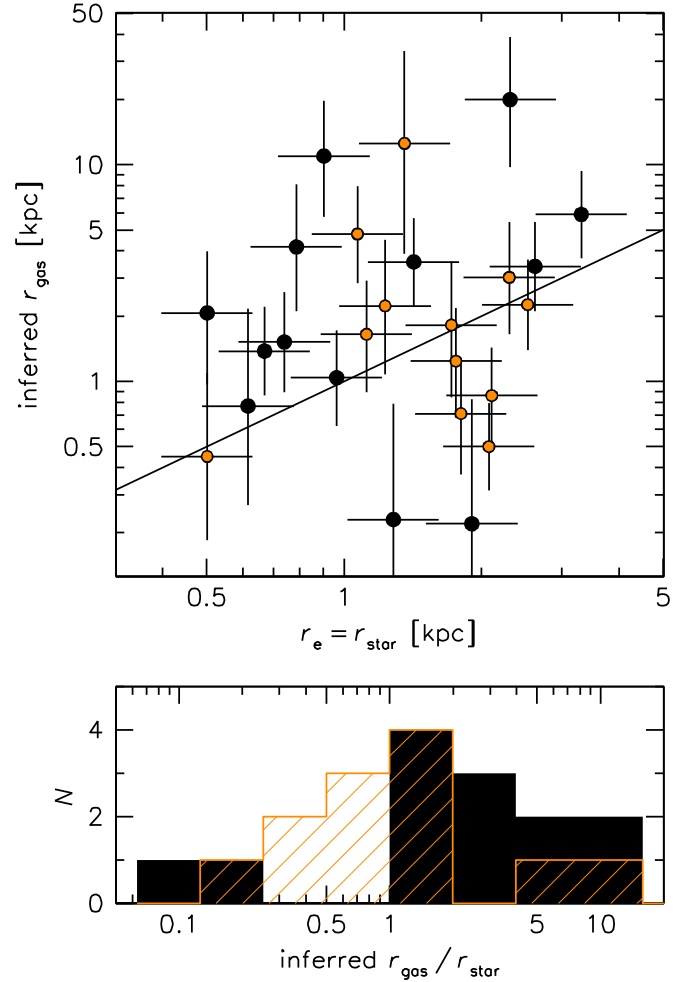 50
10
5
1
0.5
inferred r_gas [kpc]
0.5 1 5
r_e = r_star [kpc]
4
2
0
N
0.1 0.5 1 5 10
inferred r_gas / r_star